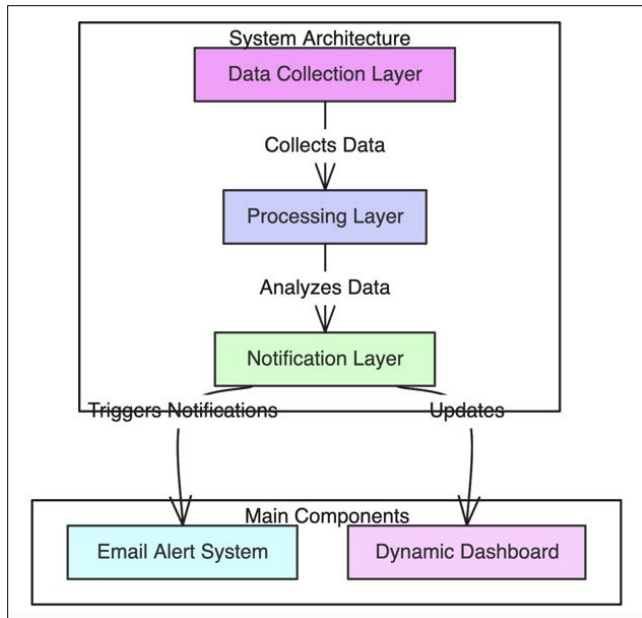 System Architecture
Data Collection Layer
Collects Data
Processing Layer
Analyzes Data
Notification Layer
Triggers Notifications
Updates
Main Components
Email Alert System
Dynamic Dashboard